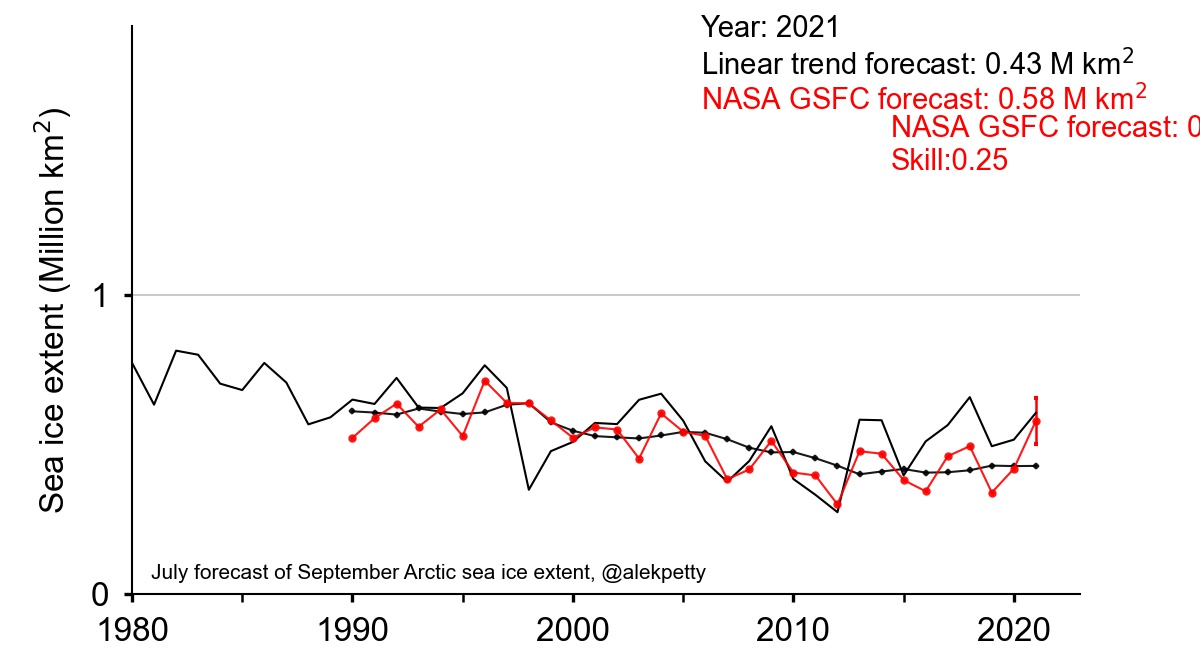 Year: 2021
Linear trend forecast: 0.43 M km²
NASA GSFC forecast: 0.58 M km²
NASA GSFC forecast: 0
Skill:0.25
Sea ice extent (Million km²)
1
0
July forecast of September Arctic sea ice extent, @alekpetty
1980 1990 2000 2010 2020